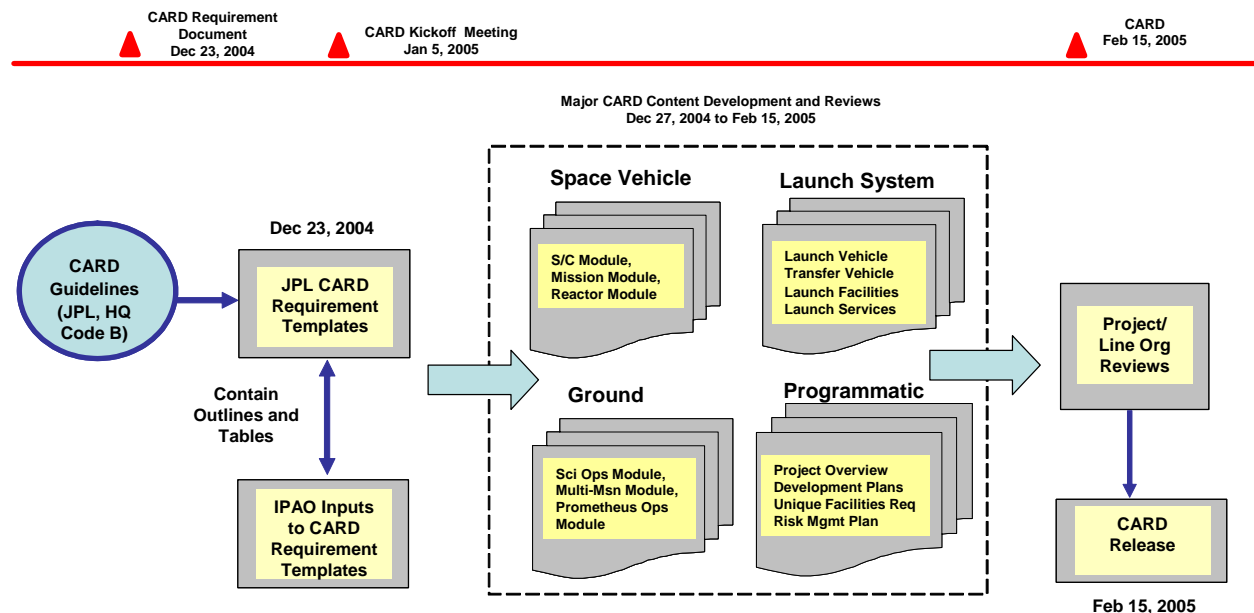 CARD Requirement
Document
Dec 23, 2004
CARD Kickoff Meeting
Jan 5, 2005
CARD
Feb 15, 2005
Major CARD Content Development and Reviews
Dec 27, 2004 to Feb 15, 2005
CARD
Guidelines
(JPL, HQ
Code B)
Dec 23, 2004
JPL CARD
Requirement
Templates
Contain
Outlines and
Tables
IPAO Inputs
to CARD
Requirement
Templates
Space Vehicle
S/C Module,
Mission Module,
Reactor Module
Launch System
Launch Vehicle
Transfer Vehicle
Launch Facilities
Launch Services
Ground
Sci Ops Module,
Multi-Msn Module,
Prometheus Ops
Module
Programmatic
Project Overview
Development Plans
Unique Facilities Req
Risk Mgmt Plan
Project/
Line Org
Reviews
CARD
Release
Feb 15, 2005